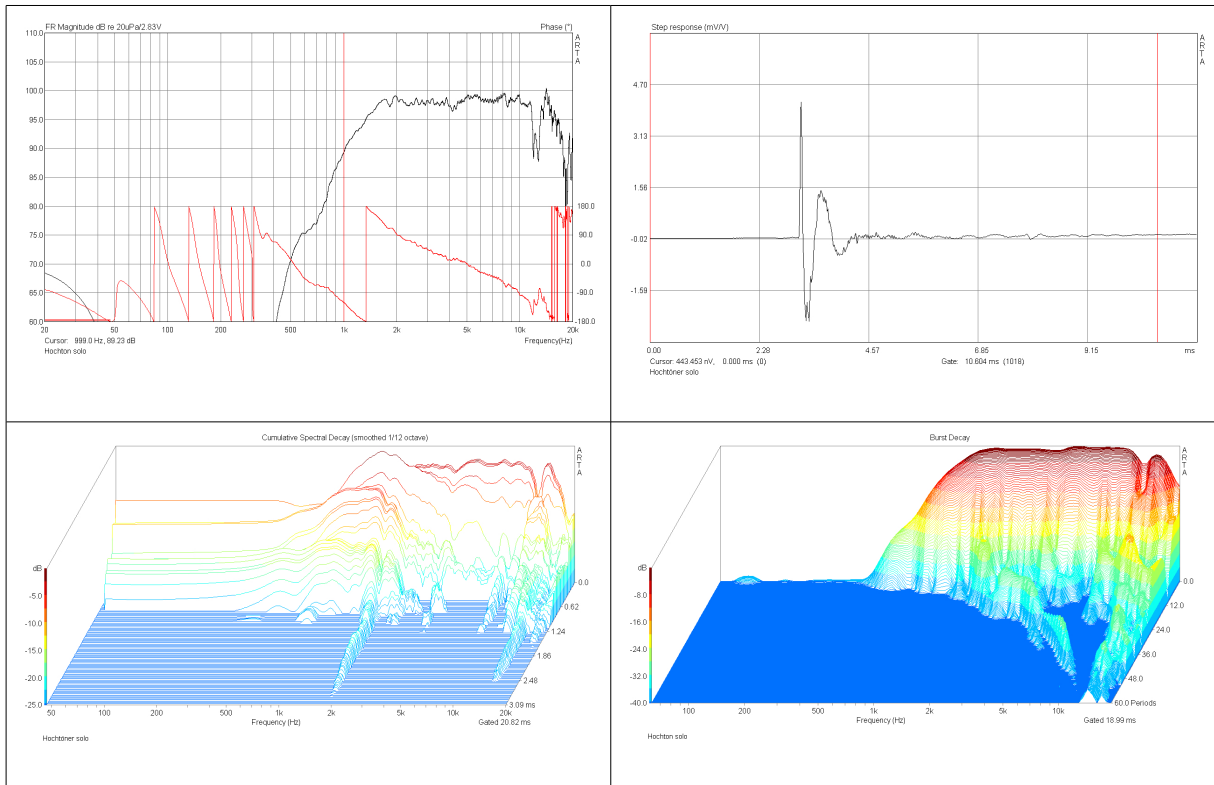 FR Magnitude dB re 20uPa/2.83V Phase (°)
110.0
105.0
100.0
95.0
90.0
85.0
80.0
75.0
70.0
65.0
60.0
180.0
90.0
0.0
-90.0
-180.0
A
R
T
A
20 50 100 200 500 1k 2k 5k 10k 20k
Cursor: 999.0 Hz, 89.23 dB Frequency(Hz)
Hochton solo
Step response (mV/V)
A
R
T
A
4.70
3.13
1.56
-0.02
-1.59
0.00 2.28 4.57 6.85 9.15 ms
Cursor: 443.453 nV, 0.000 ms (0) Gate: 10.604 ms (1018)
Hochtöner solo
Cumulative Spectral Decay (smoothed 1/12 octave)
A
R
T
A
dB
-5.0
-10.0
-15.0
-20.0
-25.0
0.0
0.62
1.24
1.86
2.48
3.09 ms
50 100 200 500 1k 2k 5k 10k 20k
Frequency (Hz) Gated 20.82 ms
Hochtöner solo
Burst Decay
A
R
T
A
dB
-8.0
-16.0
-24.0
-32.0
-40.0
0.0
12.0
24.0
36.0
48.0
60.0 Periods
100 200 500 1k 2k 5k 10k
Frequency (Hz) Gated 18.99 ms
Hochton solo